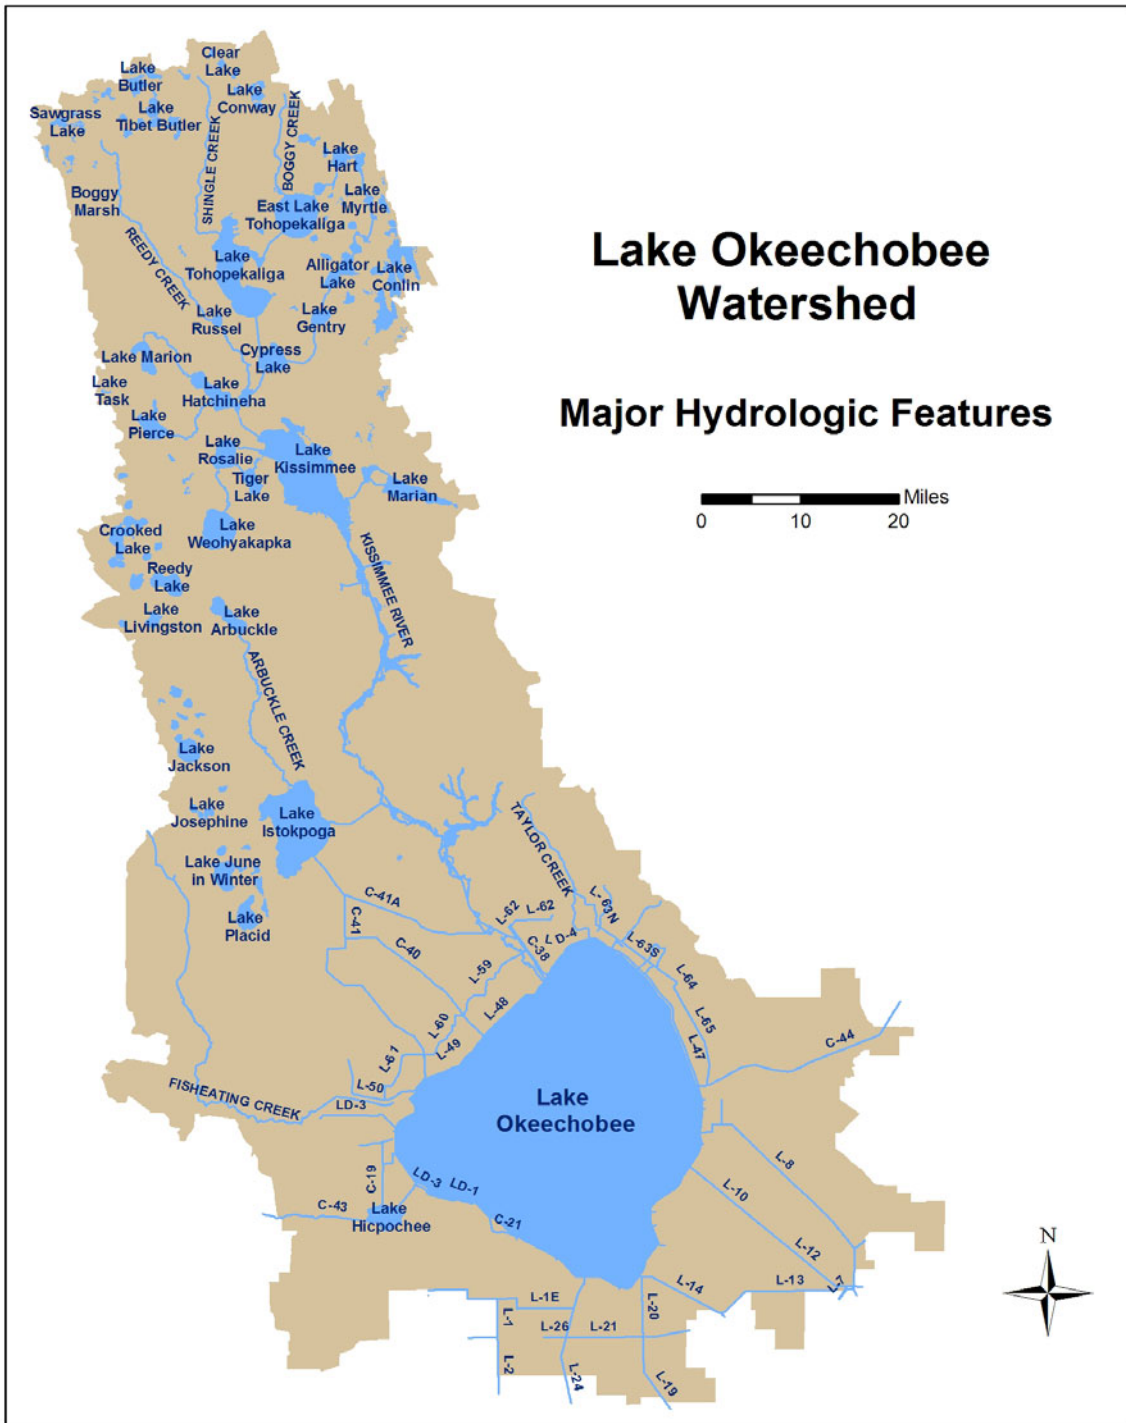 Clear
Lake
Lake
Butler
Lake
Conway
Sawgrass
Lake
Lake
Tibet Butler
SHINGLE CREEK
BOGGY CREEK
Lake
Hart
Boggy
Marsh
Lake
Myrtle
East Lake
Tohopekaliga
REEDY CREEK
Lake
Tohopekaliga
Alligator
Lake
Lake
Conlin
Lake Okeechobee
Watershed
Lake
Russel
Lake
Gentry
Lake Marion
Cypress
Lake
Lake
Task
Lake
Hatchineha
Major Hydrologic Features
Lake
Pierce
Lake
Rosalie
Lake
Kissimmee
Tiger
Lake
Lake
Marian
Miles
0 10 20
Crooked
Lake
Lake
Weohyakapka
KISSIMMEE RIVER
Reedy
Lake
Lake
Livingston
Lake
Arbuckle
ARBUCKLE CREEK
Lake
Jackson
Lake
Josephine
Lake
Istokpoga
TAYLOR CREEK
Lake June
in Winter
Lake
Placid
C-41A
C-41
C-40
L-62
L-62
L-63N
LD-4
C-38
L-63S
L-59
L-64
L-48
L-60
L-65
L-49
L-47
C-44
L-61
L-50
FISHEATING CREEK
LD-3
Lake
Okeechobee
L-8
C-19
LD-3
LD-1
L-10
C-43
Lake
Hicpochee
C-21
L-12
N
L-14
L-13
L-7
L-1E
L-1
L-26
L-21
L-20
L-2
L-24
L-19